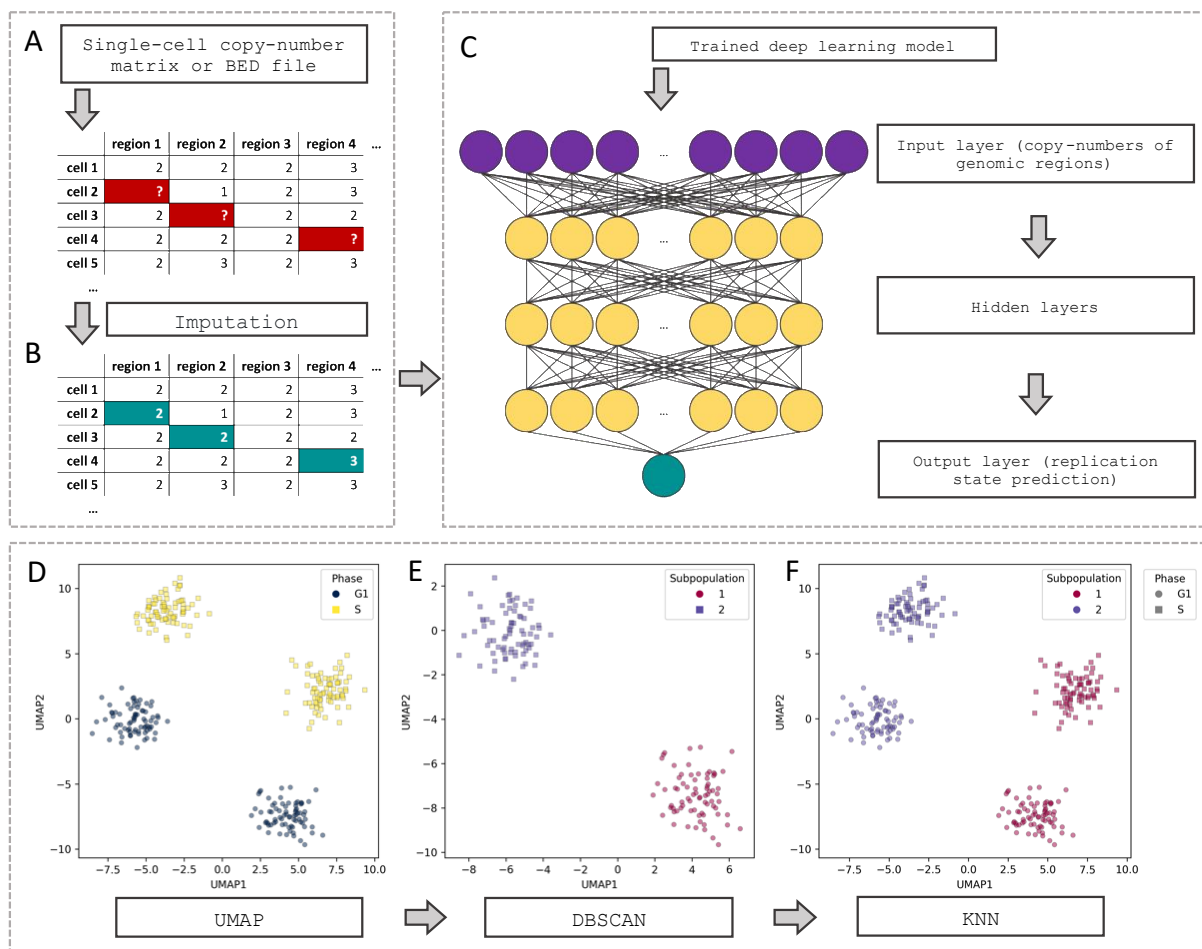 A
Single-cell copy-number
matrix or BED file
region 1 region 2 region 3 region 4 ...
cell 1 2 2 2 3
cell 2 ? 1 2 3
cell 3 2 ? 2 2
cell 4 2 2 2 ?
cell 5 2 3 2 3
...
Imputation
B
region 1 region 2 region 3 region 4 ...
cell 1 2 2 2 3
cell 2 2 1 2 3
cell 3 2 2 2 2
cell 4 2 2 2 3
cell 5 2 3 2 3
...
C
Trained deep learning model
...
Input layer (copy-numbers of
genomic regions)
...
...
Hidden layers
...
Output layer (replication
state prediction)
D
Phase
G1
S
10
5
0
−5
−10
UMAP2
−7.5 −5.0 −2.5 0.0 2.5 5.0 7.5 10.0
UMAP1
UMAP
E
Subpopulation
1
2
2
0
−2
−4
−6
−8
−10
UMAP2
−8 −6 −4 −2 0 2 4 6
UMAP1
DBSCAN
F
Subpopulation
1
2
Phase
G1
S
10
5
0
−5
−10
UMAP2
−7.5 −5.0 −2.5 0.0 2.5 5.0 7.5 10.0
UMAP1
KNN